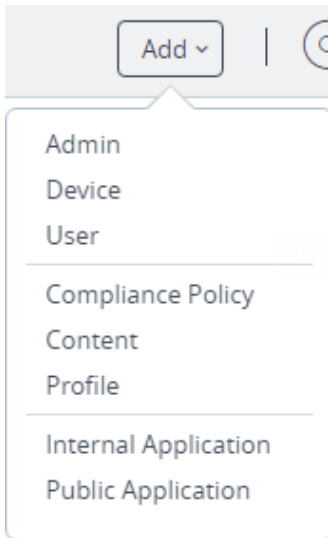 Add
Admin
Device
User
Compliance Policy
Content
Profile
Internal Application
Public Application